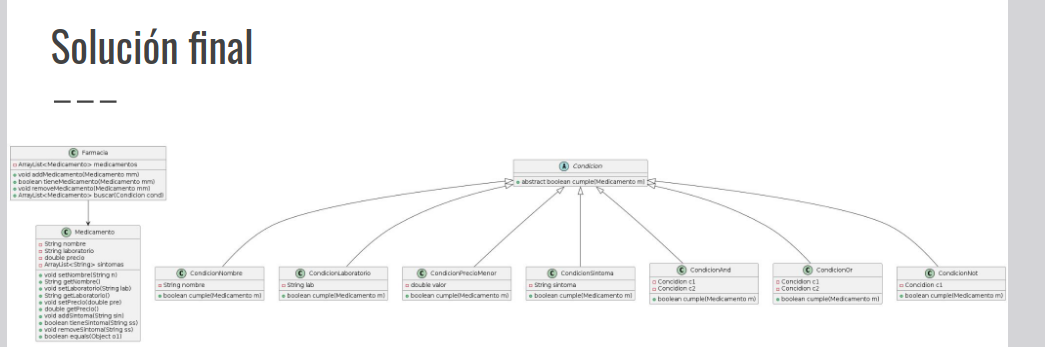 Solución final
C Farmacia
ArrayList<Medicamento> medicamentos
void addMedicamento(Medicamento mm)
boolean tieneMedicamento(Medicamento mm)
void removeMedicamento(Medicamento mm)
ArrayList<Medicamento> buscar(Condicion cond)
C Medicamento
String nombre
String laboratorio
double precio
ArrayList<String> sintomas
void setNombre(String n)
String getNombre()
void setLaboratorio(String lab)
String getLaboratorio()
void setPrecio(double pre)
double getPrecio()
void addSintoma(String sin)
boolean tieneSintoma(String ss)
void removeSintoma(String ss)
boolean equals(Object o1)
A Condicion
abstract boolean cumple(Medicamento m)
C CondicionNombre
String nombre
boolean cumple(Medicamento m)
C CondicionLaboratorio
String lab
boolean cumple(Medicamento m)
C CondicionPrecioMenor
double valor
boolean cumple(Medicamento m)
C CondicionSintoma
String sintoma
boolean cumple(Medicamento m)
C CondicionAnd
Concidion c1
Concidion c2
boolean cumple(Medicamento m)
C CondicionOr
Concidion c1
Concidion c2
boolean cumple(Medicamento m)
C CondicionNot
Concidion c1
boolean cumple(Medicamento m)